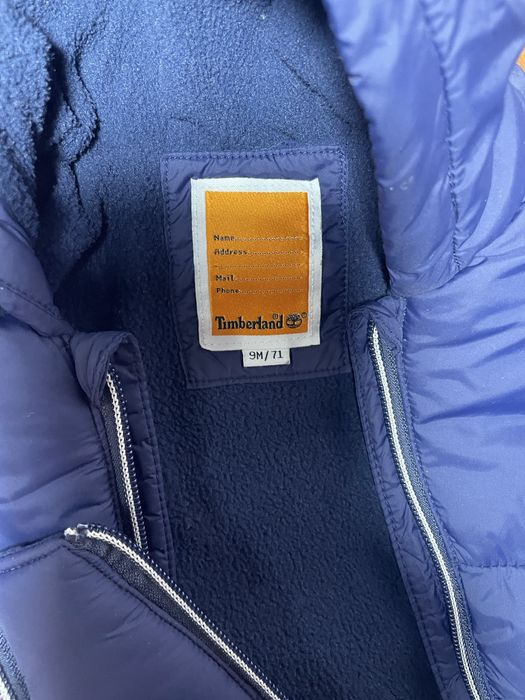 Name..............
Address............
Mail................
Phone.............
Timberland®
9M/71